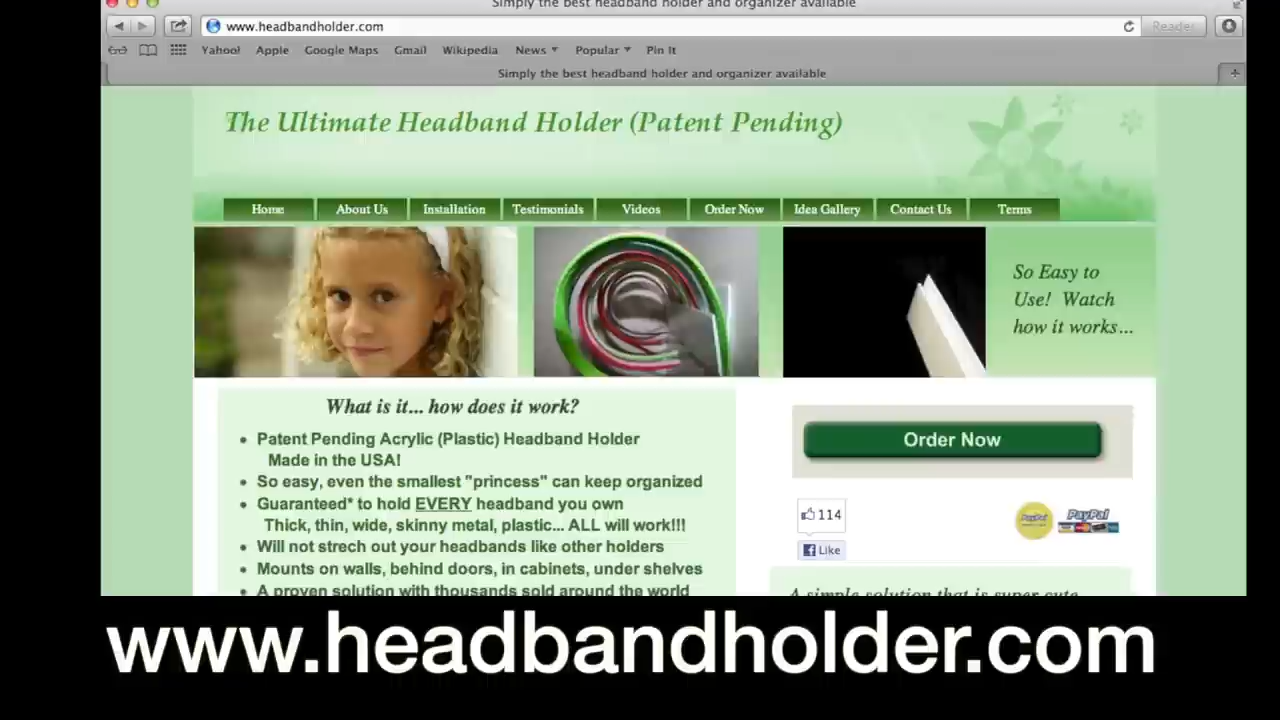 Simply the best headband holder and organizer available
www.headbandholder.com
Reader
Yahoo! Apple Google Maps Gmail Wikipedia News Popular Pin It
Simply the best headband holder and organizer available
The Ultimate Headband Holder (Patent Pending)
Home About Us Installation Testimonials Videos Order Now Idea Gallery Contact Us Terms
So Easy to
Use! Watch
how it works...
What is it... how does it work?
Patent Pending Acrylic (Plastic) Headband Holder
Made in the USA!
So easy, even the smallest "princess" can keep organized
Guaranteed* to hold EVERY headband you own
Thick, thin, wide, skinny metal, plastic... ALL will work!!!
Will not strech out your headbands like other holders
Mounts on walls, behind doors, in cabinets, under shelves
A proven solution with thousands sold around the world
Order Now
114
Like
PayPal
PayPal
A simple solution that is super cute
www.headbandholder.com